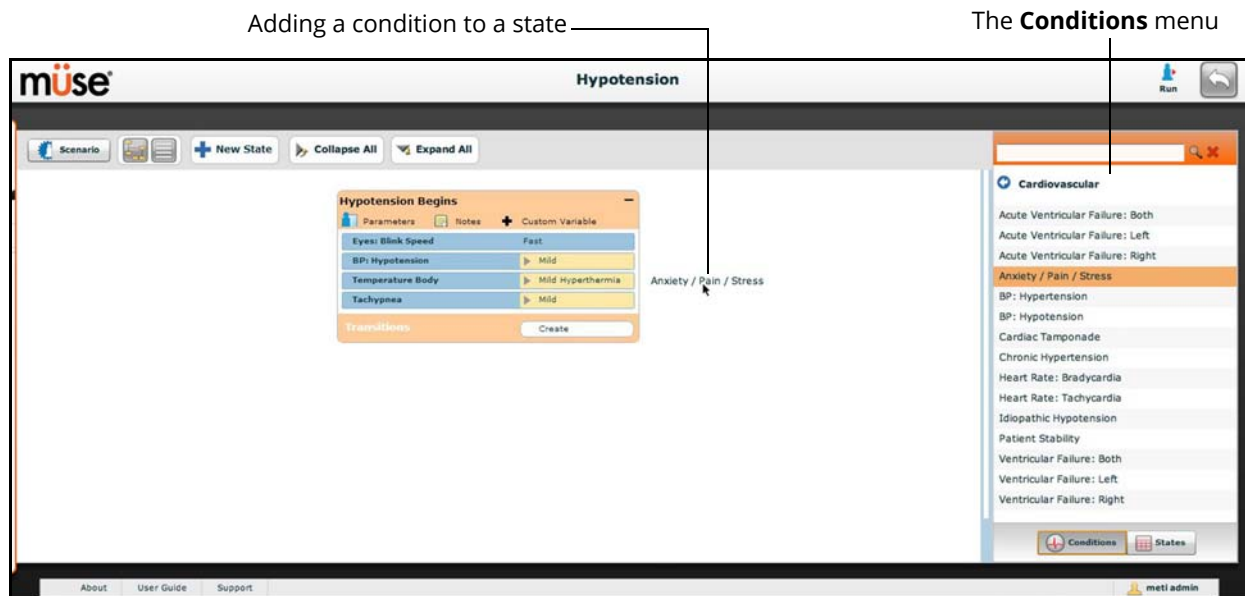 Adding a condition to a state
The Conditions menu
müse®
Hypotension
Run
Scenario
New State
Collapse All
Expand All
Hypotension Begins
Parameters Notes Custom Variable
Eyes: Blink Speed Fast
BP: Hypotension Mild
Temperature Body Mild Hyperthermia
Tachypnea Mild
Transitions Create
Anxiety / Pain / Stress
Cardiovascular
Acute Ventricular Failure: Both
Acute Ventricular Failure: Left
Acute Ventricular Failure: Right
Anxiety / Pain / Stress
BP: Hypertension
BP: Hypotension
Cardiac Tamponade
Chronic Hypertension
Heart Rate: Bradycardia
Heart Rate: Tachycardia
Idiopathic Hypotension
Patient Stability
Ventricular Failure: Both
Ventricular Failure: Left
Ventricular Failure: Right
Conditions States
About User Guide Support
meti admin